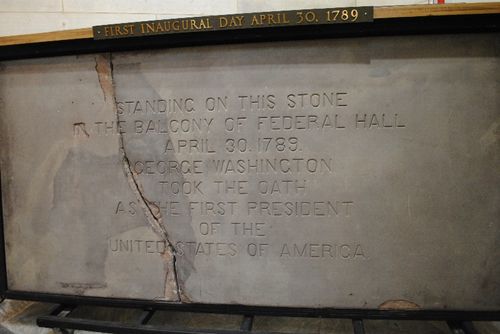 FIRST INAUGURAL DAY APRIL 30, 1789
STANDING ON THIS STONE
IN THE BALCONY OF FEDERAL HALL
APRIL 30. 1789.
GEORGE WASHINGTON
TOOK THE OATH
AS THE FIRST PRESIDENT
OF THE
UNITED STATES OF AMERICA